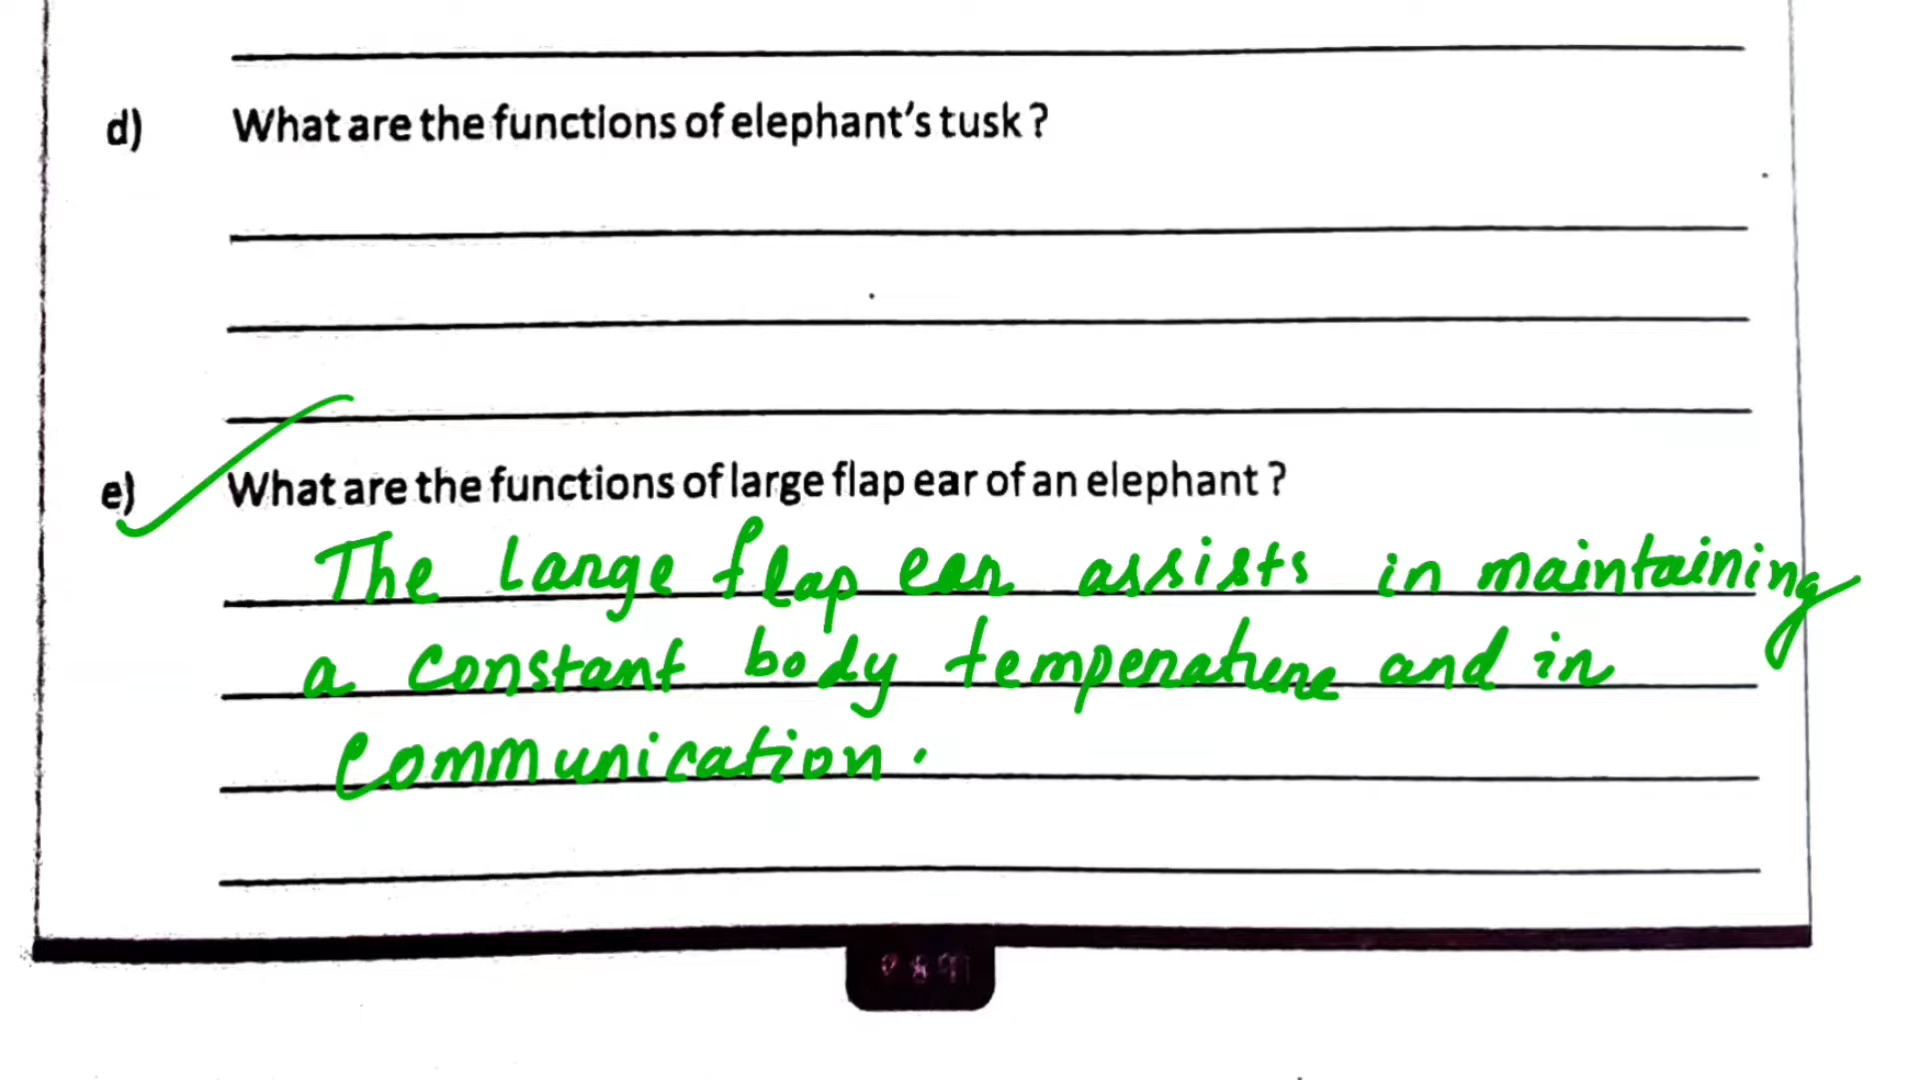 d) What are the functions of elephant's tusk ?
e) What are the functions of large flap ear of an elephant ?
The large flap ear assists in maintaining
a constant body temperature and in
communication.